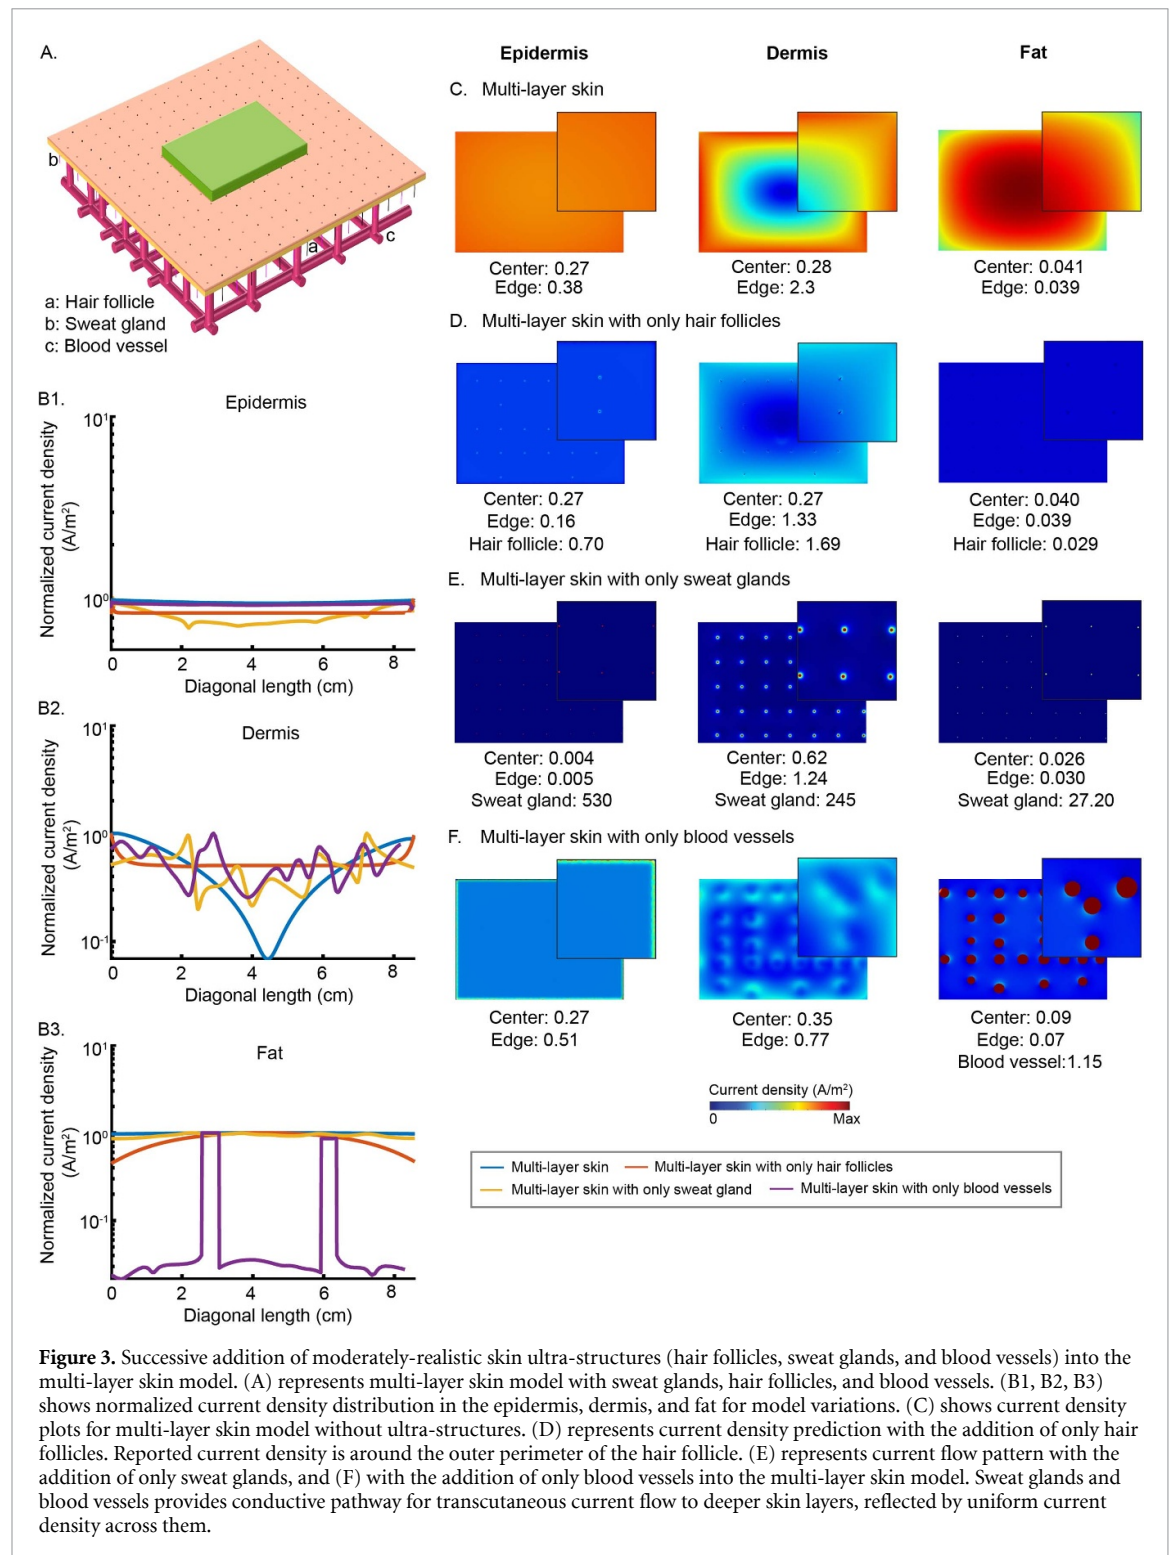 A.
b
a
c
a: Hair follicle
b: Sweat gland
c: Blood vessel
B1.
Epidermis
Normalized current density
(A/m²)
10¹
10⁰
0
2
4
6
8
Diagonal length (cm)
B2.
Dermis
Normalized current density
(A/m²)
10¹
10⁰
10⁻¹
0
2
4
6
8
Diagonal length (cm)
B3.
Fat
Normalized current density
(A/m²)
10¹
10⁰
10⁻¹
0
2
4
6
8
Diagonal length (cm)
Epidermis
Dermis
Fat
C. Multi-layer skin
Center: 0.27
Edge: 0.38
Center: 0.28
Edge: 2.3
Center: 0.041
Edge: 0.039
D. Multi-layer skin with only hair follicles
Center: 0.27
Edge: 0.16
Hair follicle: 0.70
Center: 0.27
Edge: 1.33
Hair follicle: 1.69
Center: 0.040
Edge: 0.039
Hair follicle: 0.029
E. Multi-layer skin with only sweat glands
Center: 0.004
Edge: 0.005
Sweat gland: 530
Center: 0.62
Edge: 1.24
Sweat gland: 245
Center: 0.026
Edge: 0.030
Sweat gland: 27.20
F. Multi-layer skin with only blood vessels
Center: 0.27
Edge: 0.51
Center: 0.35
Edge: 0.77
Center: 0.09
Edge: 0.07
Blood vessel:1.15
Current density (A/m²)
0
Max
Multi-layer skin
Multi-layer skin with only hair follicles
Multi-layer skin with only sweat gland
Multi-layer skin with only blood vessels
Figure 3. Successive addition of moderately-realistic skin ultra-structures (hair follicles, sweat glands, and blood vessels) into the
multi-layer skin model. (A) represents multi-layer skin model with sweat glands, hair follicles, and blood vessels. (B1, B2, B3)
shows normalized current density distribution in the epidermis, dermis, and fat for model variations. (C) shows current density
plots for multi-layer skin model without ultra-structures. (D) represents current density prediction with the addition of only hair
follicles. Reported current density is around the outer perimeter of the hair follicle. (E) represents current flow pattern with the
addition of only sweat glands, and (F) with the addition of only blood vessels into the multi-layer skin model. Sweat glands and
blood vessels provides conductive pathway for transcutaneous current flow to deeper skin layers, reflected by uniform current
density across them.